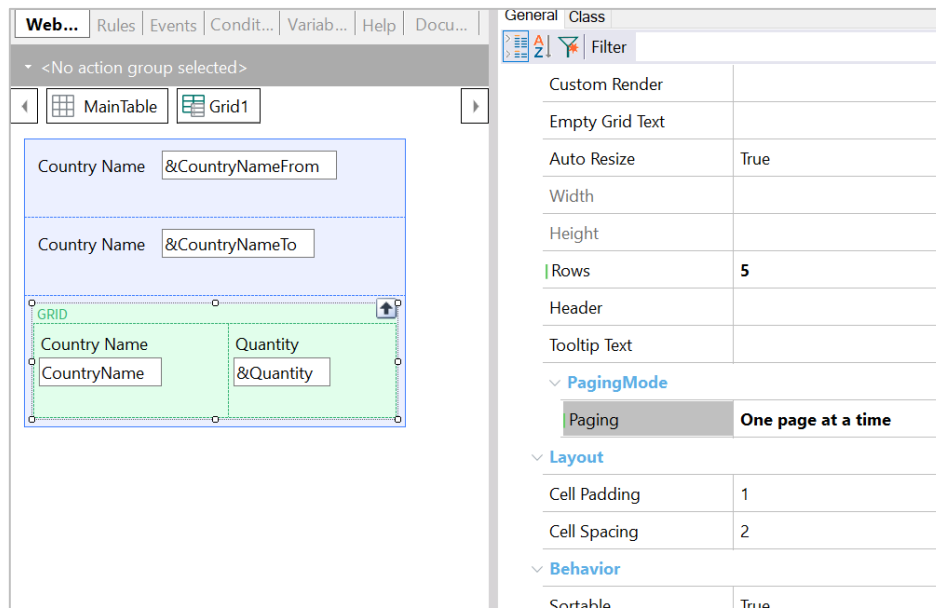 Web... Rules Events Condit... Variab... Help Docu...
<No action group selected>
MainTable Grid1
Country Name &CountryNameFrom
Country Name &CountryNameTo
GRID
Country Name Quantity
CountryName &Quantity
General Class
Filter
Custom Render
Empty Grid Text
Auto Resize True
Width
Height
Rows 5
Header
Tooltip Text
PagingMode
Paging One page at a time
Layout
Cell Padding 1
Cell Spacing 2
Behavior
Sortable True